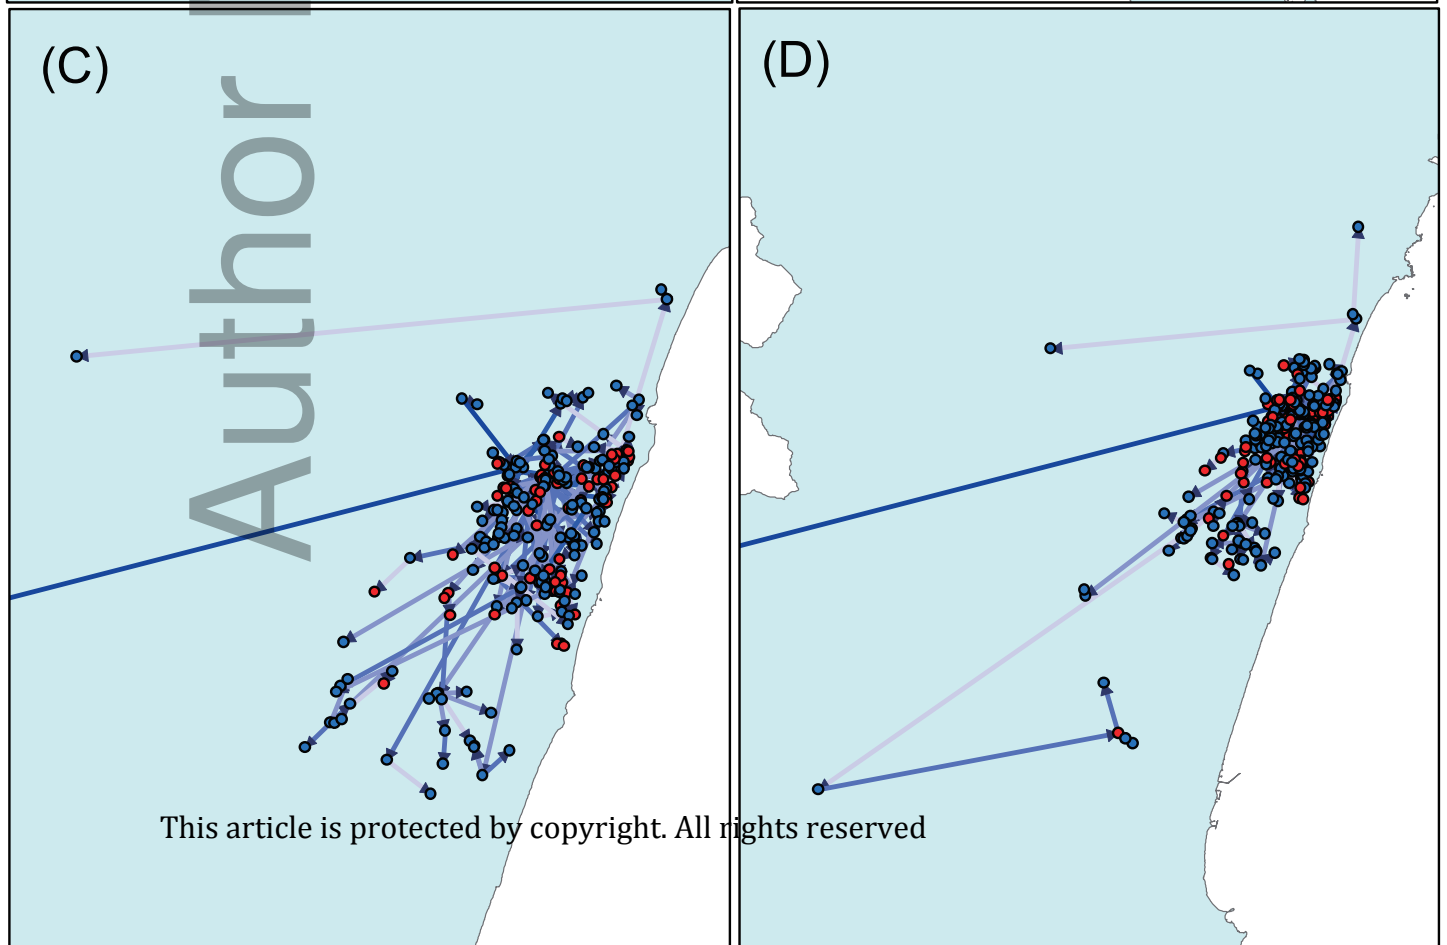 (C)
(D)
Author
This article is protected by copyright. All rights reserved